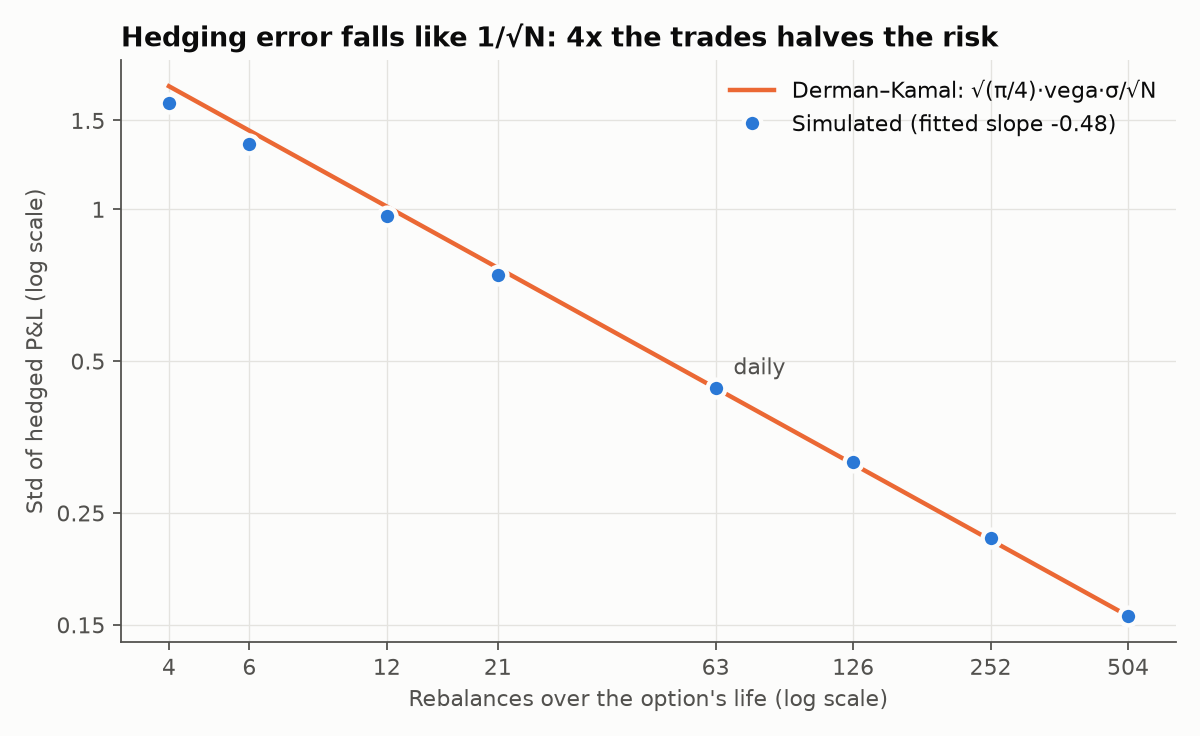 Hedging error falls like 1/√N: 4x the trades halves the risk
Derman–Kamal: √(π/4)·vega·σ/√N
Simulated (fitted slope -0.48)
Std of hedged P&L (log scale)
1.5
1
0.5
0.25
0.15
daily
4 6 12 21 63 126 252 504
Rebalances over the option's life (log scale)